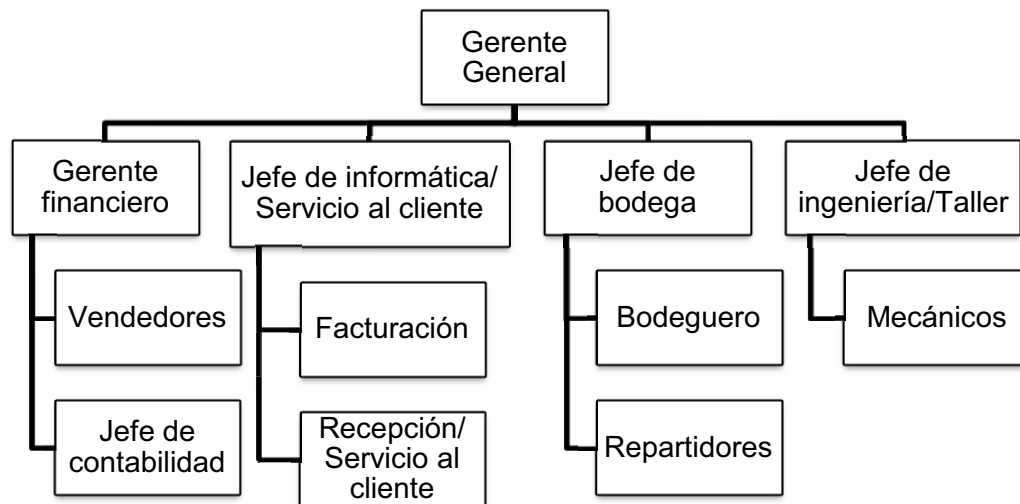 Gerente
General
Gerente
financiero
Jefe de informática/
Servicio al cliente
Jefe de
bodega
Jefe de
ingeniería/Taller
Vendedores
Facturación
Bodeguero
Mecánicos
Jefe de
contabilidad
Recepción/
Servicio al
cliente
Repartidores